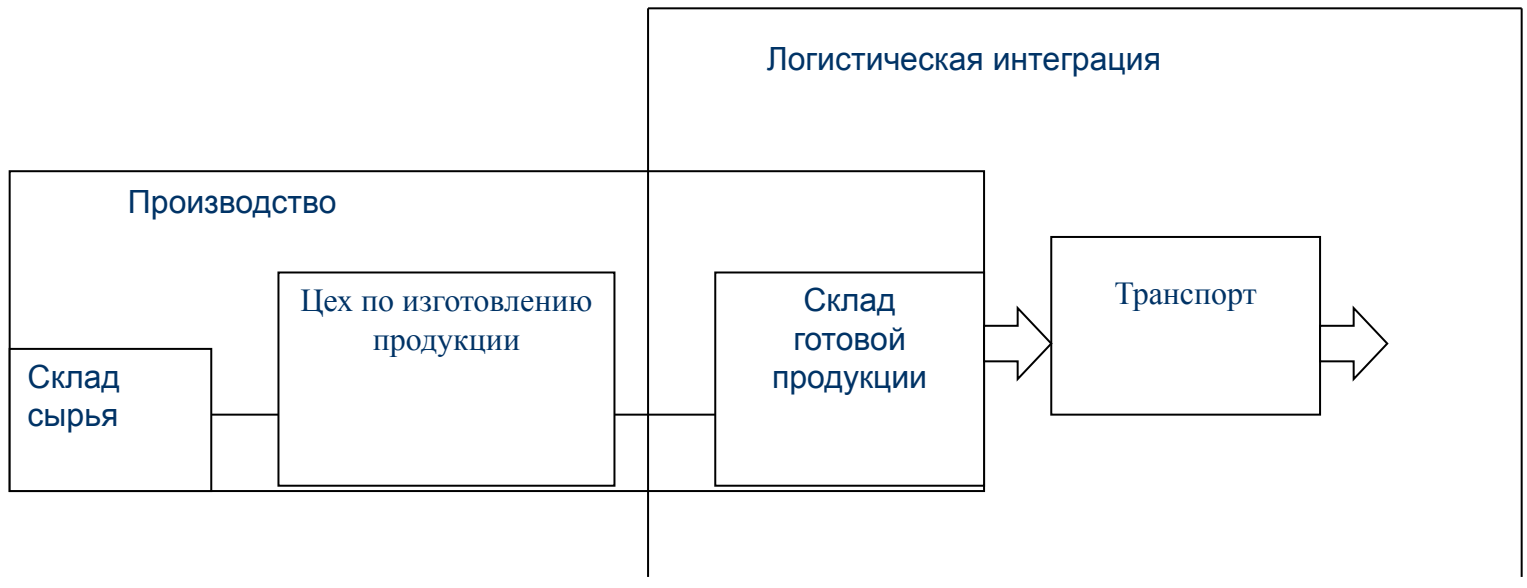 Логистическая интеграция
Производство
Склад
сырья
Цех по изготовлению
продукции
Склад
готовой
продукции
Транспорт